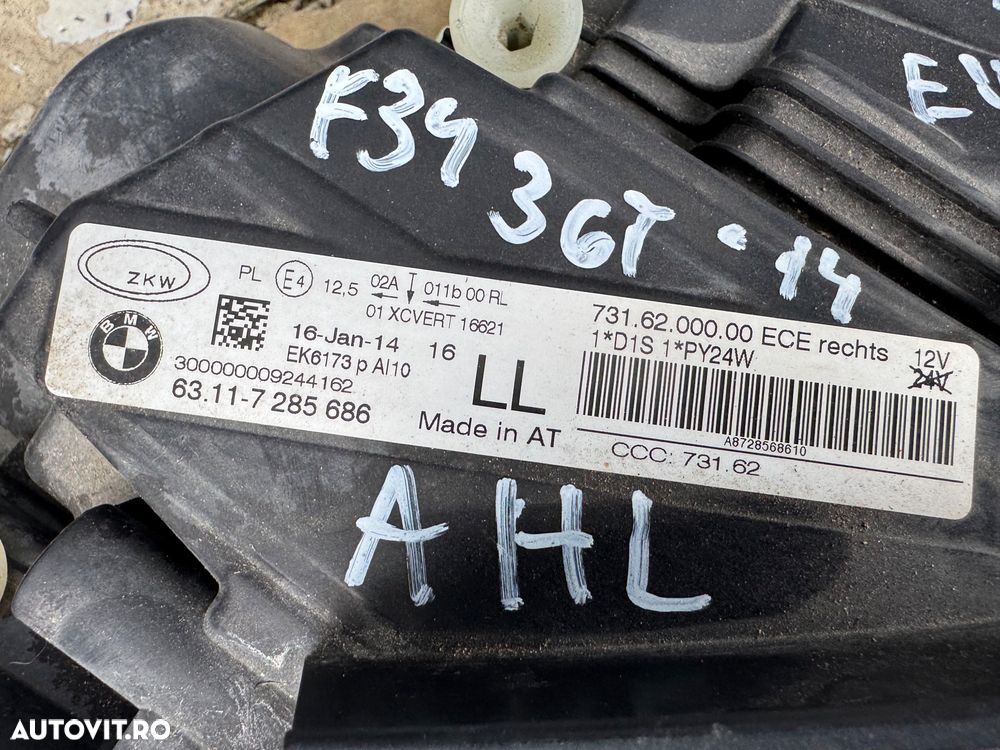 F34 3GT -14
EU
ZKW
PL E4 12,5 02A 011b 00 RL
01 XCVERT 16621
BMW
16-Jan-14 16
EK6173 p AI10
300000009244162
63.11-7 285 686
LL
Made in AT
731.62.000.00 ECE rechts
1*D1S 1*PY24W
12V
24V
A8728568610
CCC: 731.62
AHL
AUTOVIT.RO